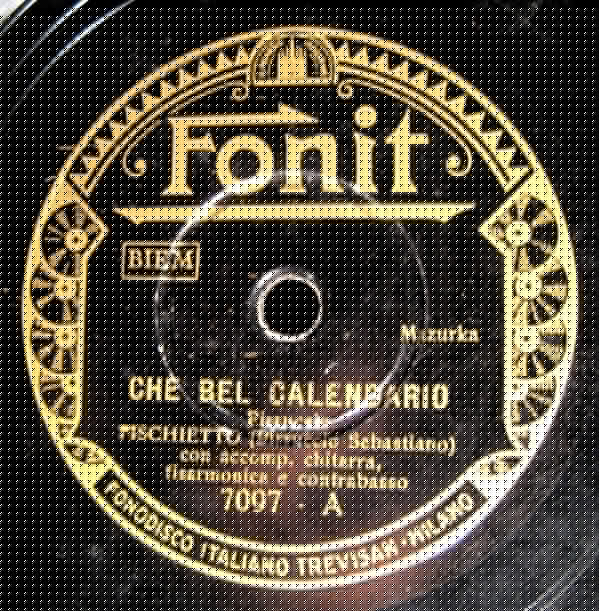 Fonit
BIEM
Mazurka
CHE BEL CALENDARIO
FISCHIETTO Sebastiano)
con accomp. chitarra,
fisarmonica e contrabasso
7097 - A
FONODISCO ITALIANO TREVISAN - MILANO